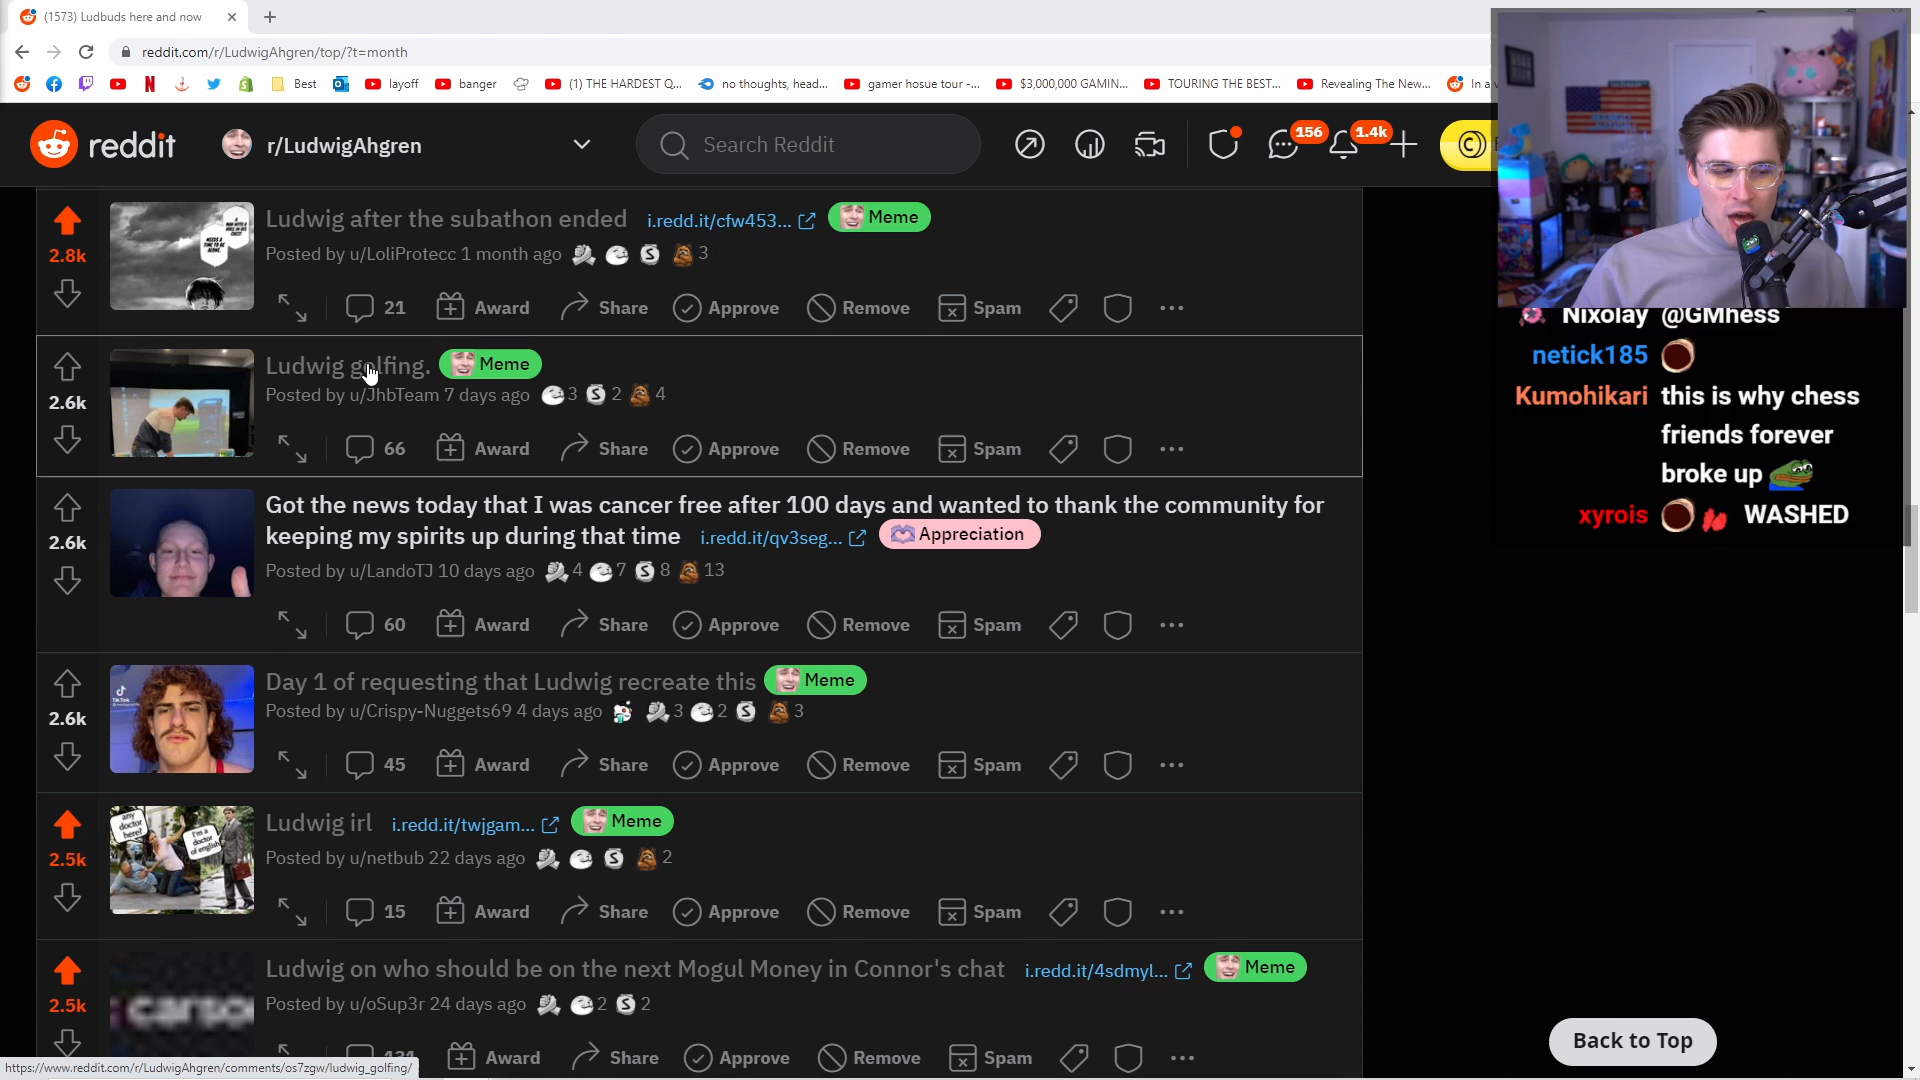 (1573) Ludbuds here and now
reddit.com/r/LudwigAhgren/top/?t=month
Best layoff banger (1) THE HARDEST Q... no thoughts, head... gamer hosue tour -... $3,000,000 GAMIN... TOURING THE BEST... Revealing The New...
reddit r/LudwigAhgren Search Reddit 156 1.4k
2.8k
Ludwig after the subathon ended i.redd.it/cfw453... Meme
Posted by u/LoliProtecc 1 month ago 3
21 Award Share Approve Remove Spam
2.6k
Ludwig golfing. Meme
Posted by u/JhbTeam 7 days ago 3 2 4
66 Award Share Approve Remove Spam
2.6k
Got the news today that I was cancer free after 100 days and wanted to thank the community for
keeping my spirits up during that time i.redd.it/qv3seg... Appreciation
Posted by u/LandoTJ 10 days ago 4 7 8 13
60 Award Share Approve Remove Spam
2.6k
TikTok
Day 1 of requesting that Ludwig recreate this Meme
Posted by u/Crispy-Nuggets69 4 days ago 3 2 3
45 Award Share Approve Remove Spam
2.5k
any
doctor
here?
I'm a
doctor
of english
Ludwig irl i.redd.it/twjgam... Meme
Posted by u/netbub 22 days ago 2
15 Award Share Approve Remove Spam
2.5k
Ludwig on who should be on the next Mogul Money in Connor's chat i.redd.it/4sdmyl... Meme
Posted by u/oSup3r 24 days ago 2 2
131 Award Share Approve Remove Spam
https://www.reddit.com/r/LudwigAhgren/comments/os7zgw/ludwig_golfing/
Nixolay @GMhess
netick185
Kumohikari this is why chess
friends forever
broke up
xyrois WASHED
Back to Top